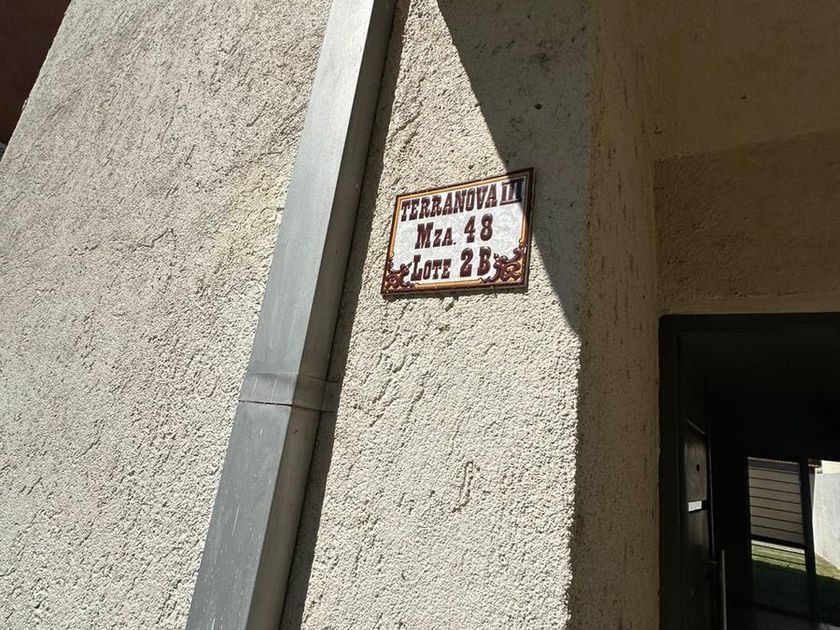 TERRANOVA III
MZA. 48
LOTE 2 B